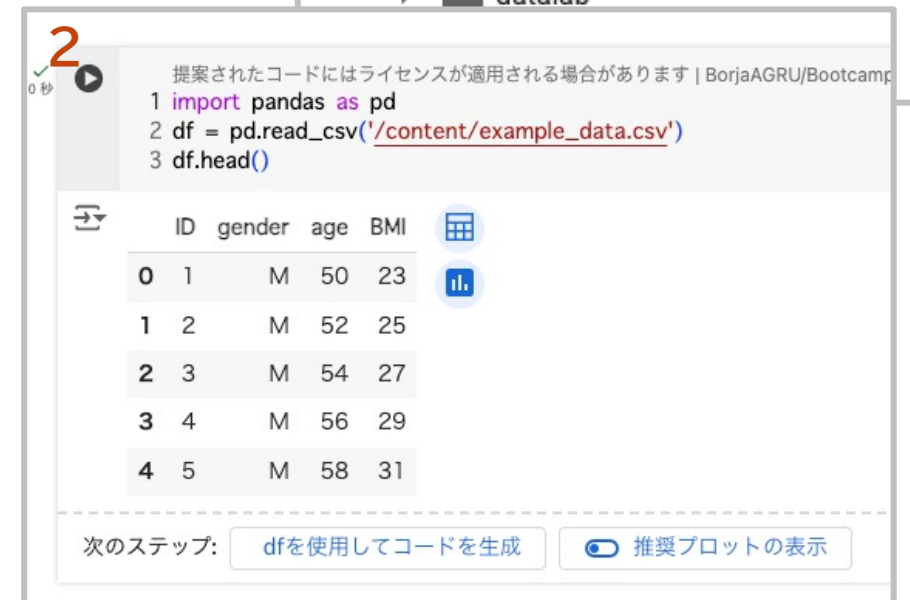 datalab
2
提案されたコードにはライセンスが適用される場合があります | BorjaAGRU/Bootcamp
0 秒
1 import pandas as pd
2 df = pd.read_csv('/content/example_data.csv')
3 df.head()
ID gender age BMI
0 1 M 50 23
1 2 M 52 25
2 3 M 54 27
3 4 M 56 29
4 5 M 58 31
次のステップ: dfを使用してコードを生成 推奨プロットの表示